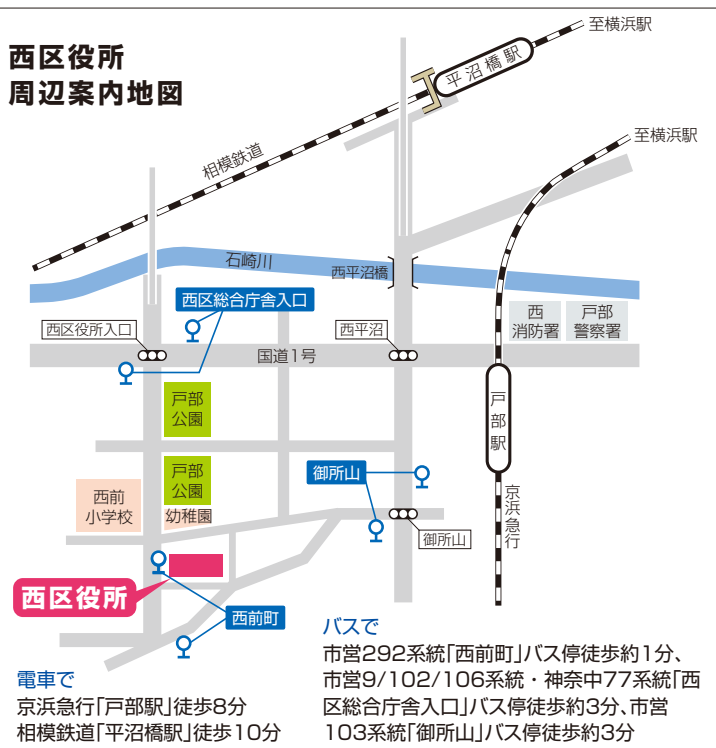 西区役所
周辺案内地図
至横浜駅
平沼橋駅
至横浜駅
相模鉄道
石崎川
西平沼橋
西区総合庁舎入口
西
消防署
戸部
警察署
西区役所入口
国道1号
西平沼
戸部
公園
戸部駅
戸部
公園
御所山
西前
小学校
幼稚園
京浜急行
御所山
西区役所
西前町
電車で
京浜急行「戸部駅」徒歩8分
相模鉄道「平沼橋駅」徒歩10分
バスで
市営292系統「西前町」バス停徒歩約1分、
市営9/102/106系統・神奈中77系統「西
区総合庁舎入口」バス停徒歩約3分、市営
103系統「御所山」バス停徒歩約3分